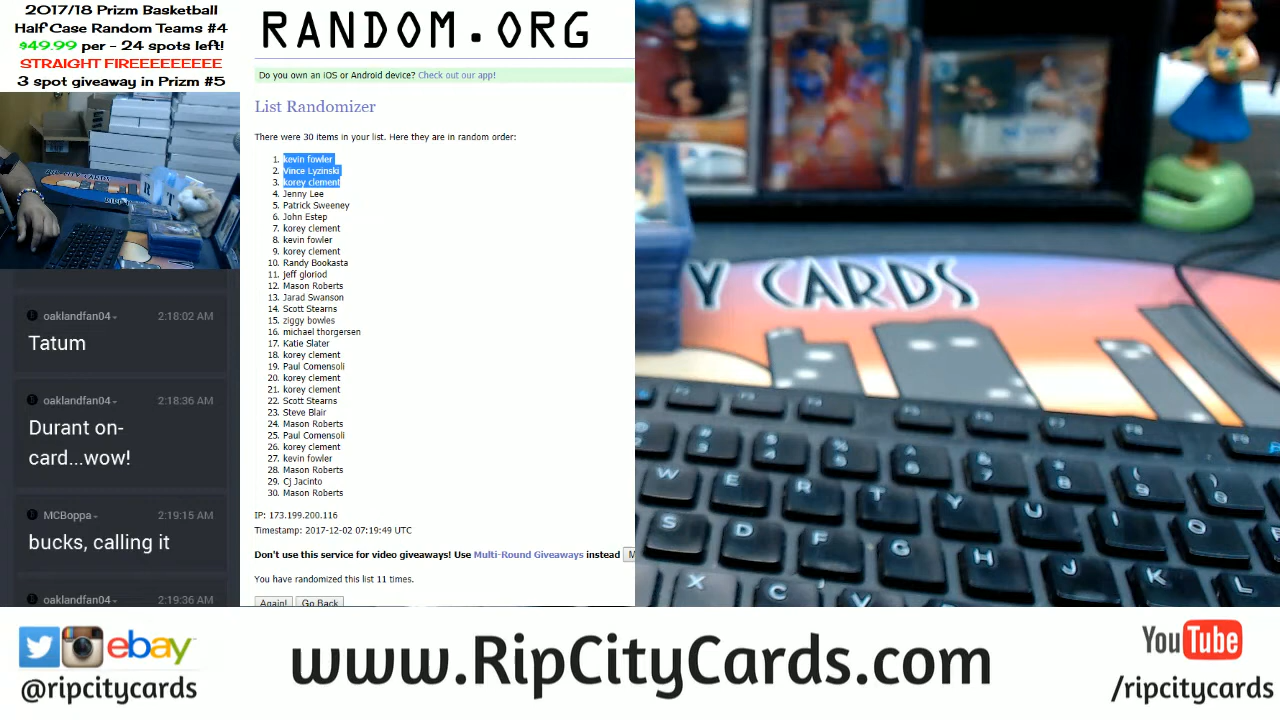 2017/18 Prizm Basketball
Half Case Random Teams #4
$49.99 per - 24 spots left!
STRAIGHT FIREEEEEEEEE
3 spot giveaway in Prizm #5
oaklandfan04 2:18:02 AM
Tatum
oaklandfan04 2:18:36 AM
Durant on-
card...wow!
MCBoppa 2:19:15 AM
bucks, calling it
oaklandfan04 2:19:36 AM
RANDOM.ORG
Do you own an iOS or Android device? Check out our app!
List Randomizer
There were 30 items in your list. Here they are in random order:
1. kevin fowler
2. Vince Lyzinski
3. korey clement
4. Jenny Lee
5. Patrick Sweeney
6. John Estep
7. korey clement
8. kevin fowler
9. korey clement
10. Randy Bookasta
11. jeff gloriod
12. Mason Roberts
13. Jarad Swanson
14. Scott Stearns
15. ziggy bowles
16. michael thorgersen
17. Katie Slater
18. korey clement
19. Paul Comensoli
20. korey clement
21. korey clement
22. Scott Stearns
23. Steve Blair
24. Mason Roberts
25. Paul Comensoli
26. korey clement
27. kevin fowler
28. Mason Roberts
29. Cj Jacinto
30. Mason Roberts
IP: 173.199.200.116
Timestamp: 2017-12-02 07:19:49 UTC
Don't use this service for video giveaways! Use Multi-Round Giveaways instead
You have randomized this list 11 times.
Again! Go Back
Y CARDS
W E R T Y U I O
S D F G H J K L
X C V
ebay
@ripcitycards
www.RipCityCards.com
YouTube
/ripcitycards